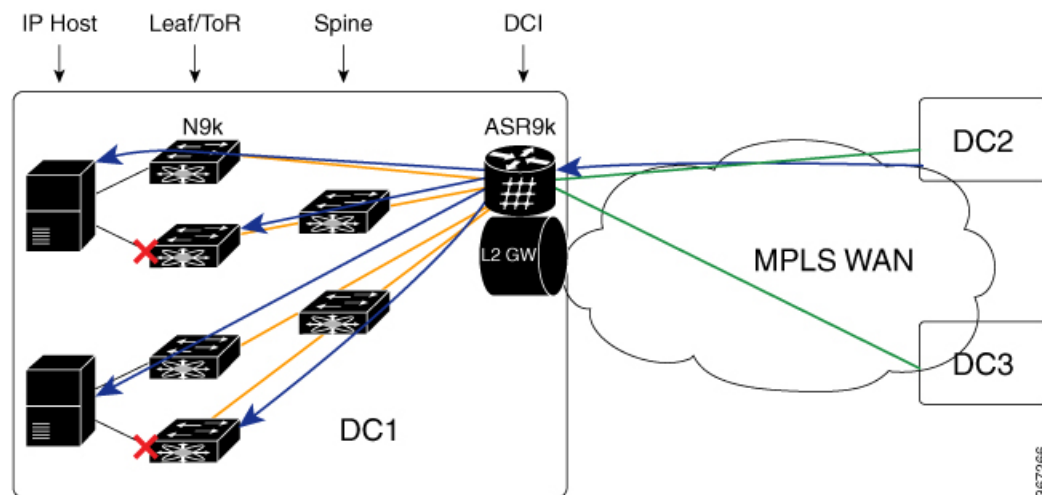 IP Host
Leaf/ToR
Spine
DCI
N9k
ASR9k
DC2
L2 GW
MPLS WAN
DC3
DC1